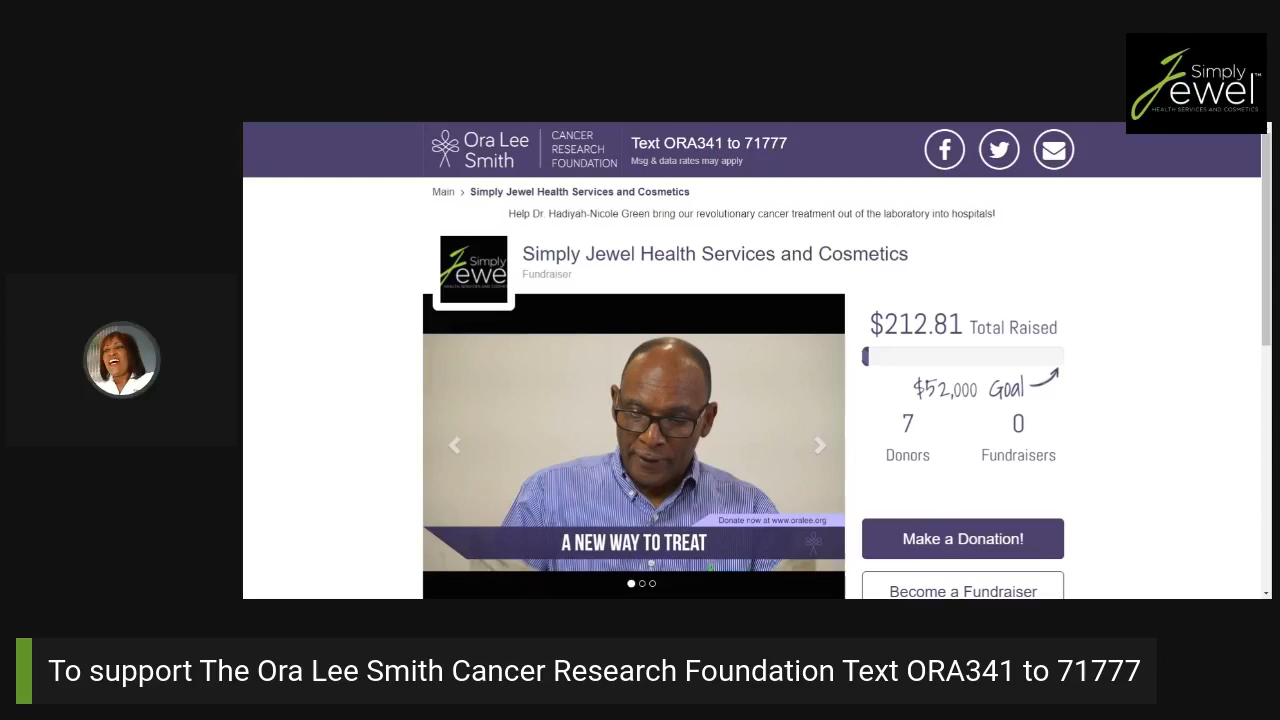 Simply
Jewel™
HEALTH SERVICES AND COSMETICS
Ora Lee
Smith
CANCER
RESEARCH
FOUNDATION
Text ORA341 to 71777
Msg & data rates may apply
Main > Simply Jewel Health Services and Cosmetics
Help Dr. Hadiyah-Nicole Green bring our revolutionary cancer treatment out of the laboratory into hospitals!
Simply
Jewe
Simply Jewel Health Services and Cosmetics
Fundraiser
$212.81 Total Raised
$52,000 Goal
7
0
Donors
Fundraisers
Donate now at www.oralee.org
A NEW WAY TO TREAT
Make a Donation!
Become a Fundraiser
To support The Ora Lee Smith Cancer Research Foundation Text ORA341 to 71777